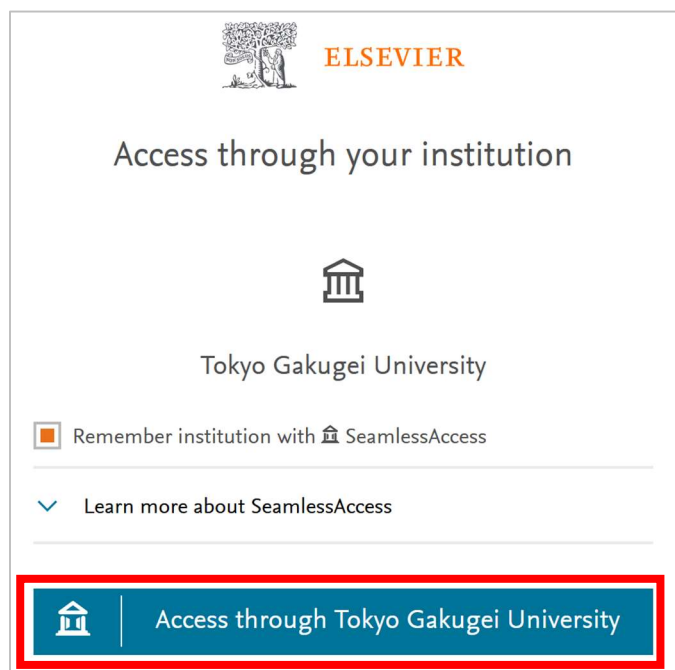 ELSEVIER
Access through your institution
Tokyo Gakugei University
Remember institution with SeamlessAccess
Learn more about SeamlessAccess
Access through Tokyo Gakugei University